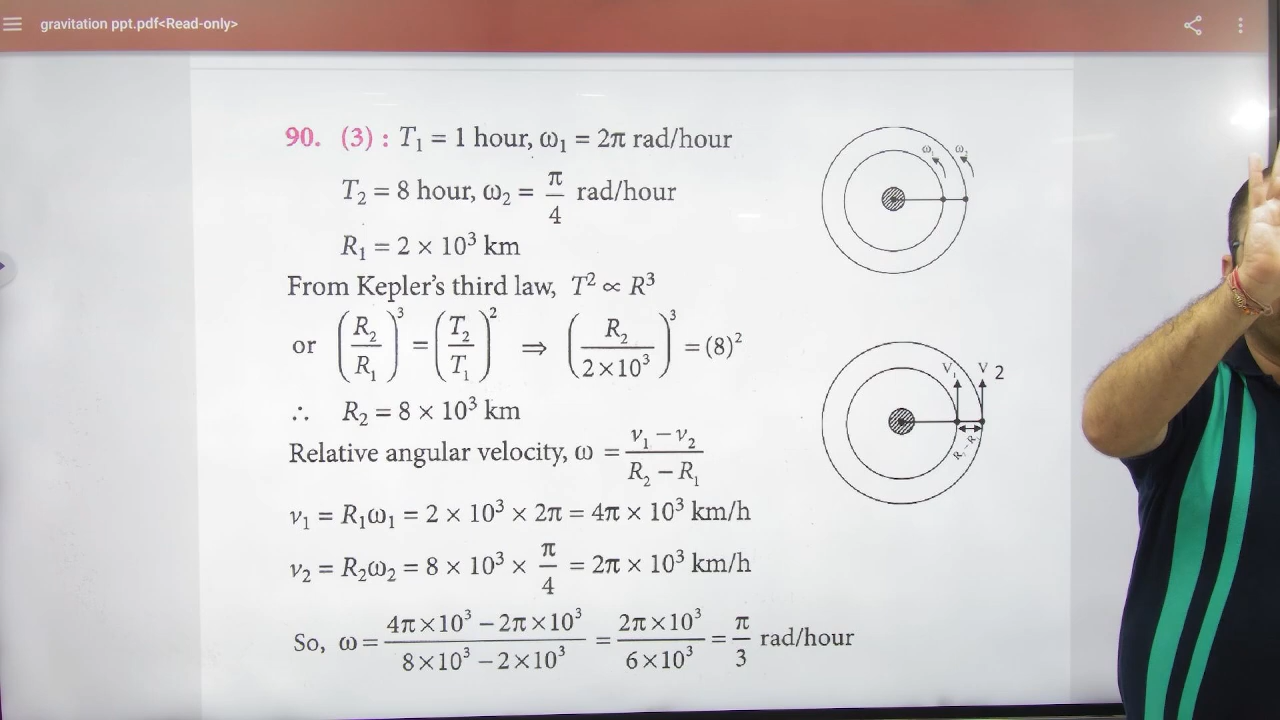 gravitation ppt.pdf<Read-only>
90. (3) : T₁ = 1 hour, ω₁ = 2π rad/hour
T₂ = 8 hour, ω₂ = π/4 rad/hour
R₁ = 2 × 10³ km
From Kepler's third law, T² ∝ R³
or (R₂/R₁)³ = (T₂/T₁)² ⇒ (R₂/2×10³)³ = (8)²
∴ R₂ = 8 × 10³ km
Relative angular velocity, ω = (v₁ − v₂)/(R₂ − R₁)
v₁ = R₁ω₁ = 2 × 10³ × 2π = 4π × 10³ km/h
v₂ = R₂ω₂ = 8 × 10³ × π/4 = 2π × 10³ km/h
So, ω = (4π×10³ − 2π×10³)/(8×10³ − 2×10³) = (2π×10³)/(6×10³) = π/3 rad/hour
ω₁ ω₂
V₁ V 2